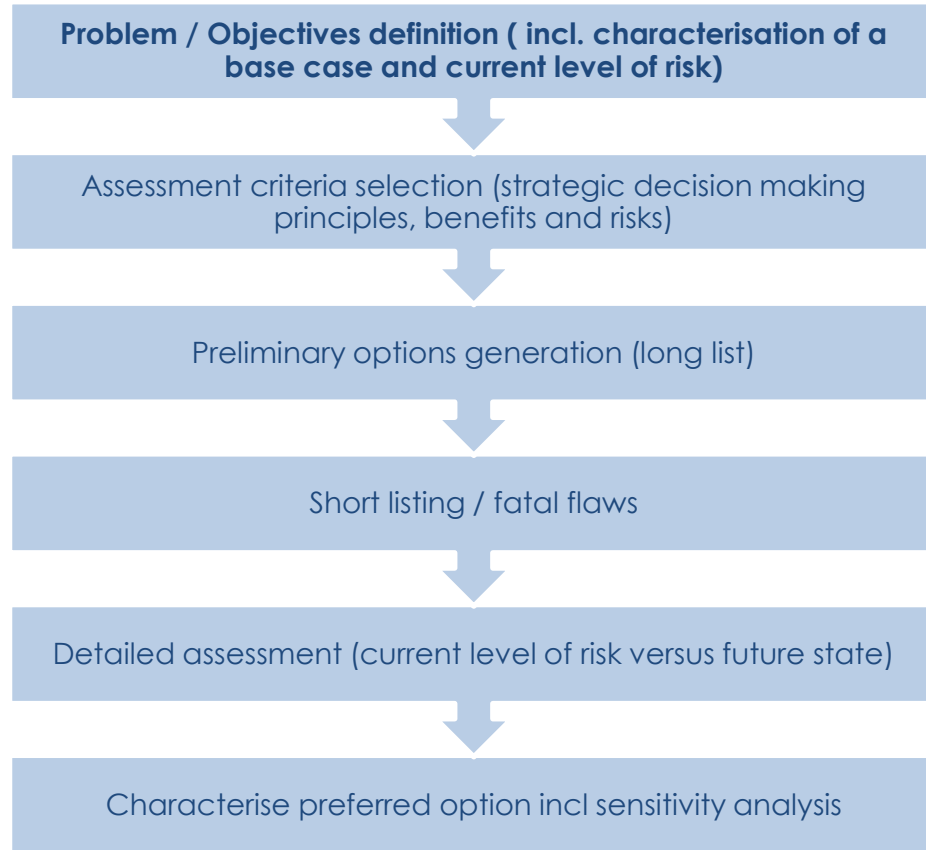 Problem / Objectives definition ( incl. characterisation of a
base case and current level of risk)
Assessment criteria selection (strategic decision making
principles, benefits and risks)
Preliminary options generation (long list)
Short listing / fatal flaws
Detailed assessment (current level of risk versus future state)
Characterise preferred option incl sensitivity analysis